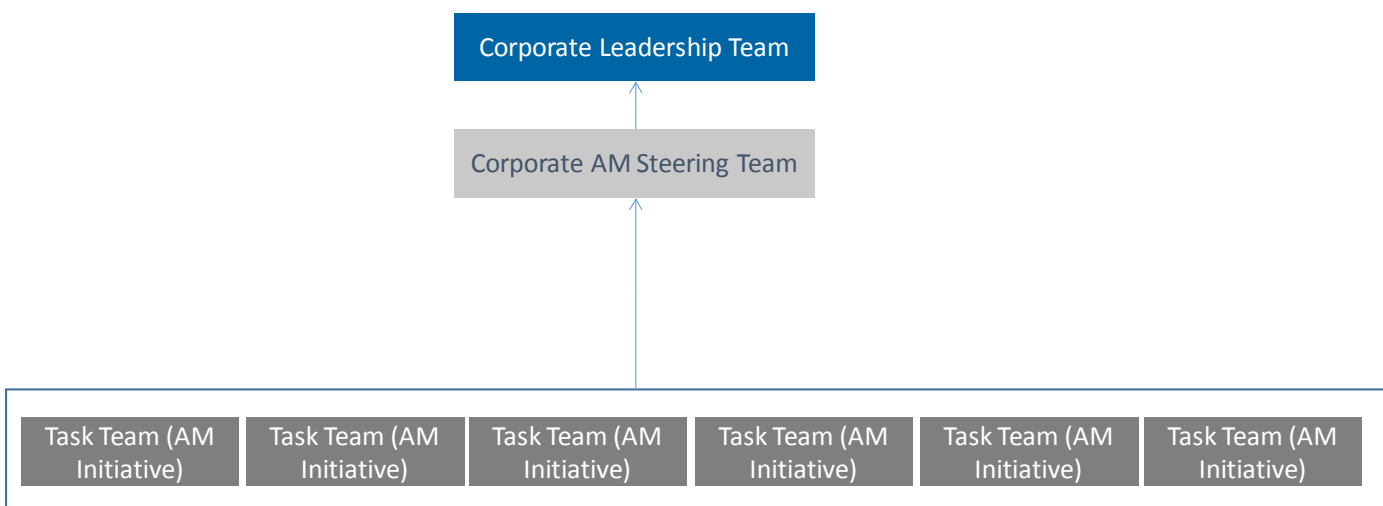 Corporate Leadership Team
Corporate AM Steering Team
Task Team (AM
Initiative)
Task Team (AM
Initiative)
Task Team (AM
Initiative)
Task Team (AM
Initiative)
Task Team (AM
Initiative)
Task Team (AM
Initiative)